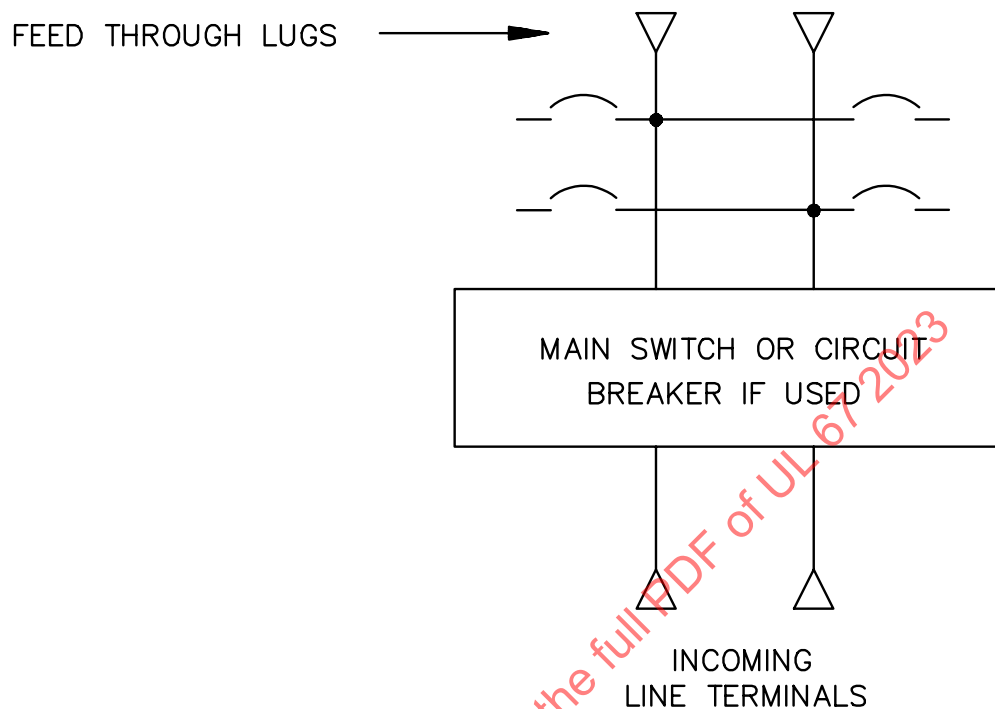 FEED THROUGH LUGS
MAIN SWITCH OR CIRCUIT
BREAKER IF USED
the full PDF of UL 67 2023
INCOMING
LINE TERMINALS